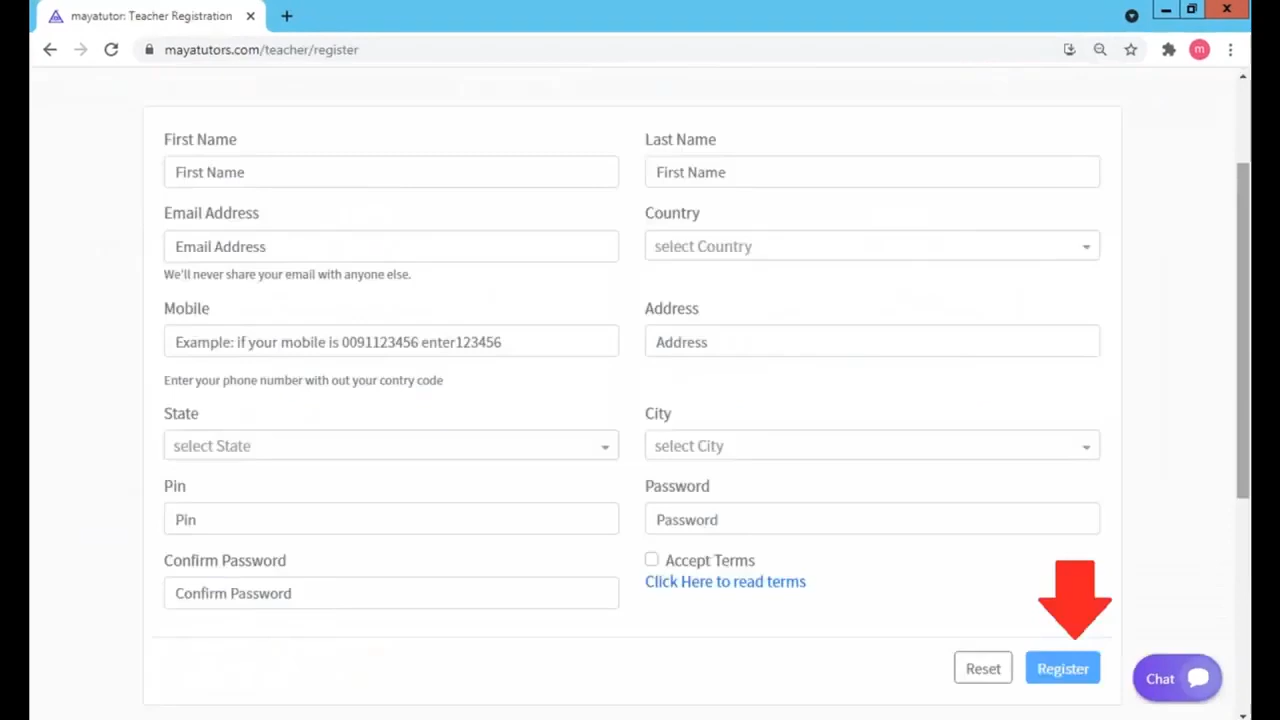 mayatutor: Teacher Registration
mayatutors.com/teacher/register
m
First Name
Last Name
First Name
First Name
Email Address
Country
Email Address
select Country
We'll never share your email with anyone else.
Mobile
Address
Example: if your mobile is 0091123456 enter123456
Address
Enter your phone number with out your contry code
State
City
select State
select City
Pin
Password
Pin
Password
Confirm Password
Accept Terms
Click Here to read terms
Confirm Password
Reset
Register
Chat